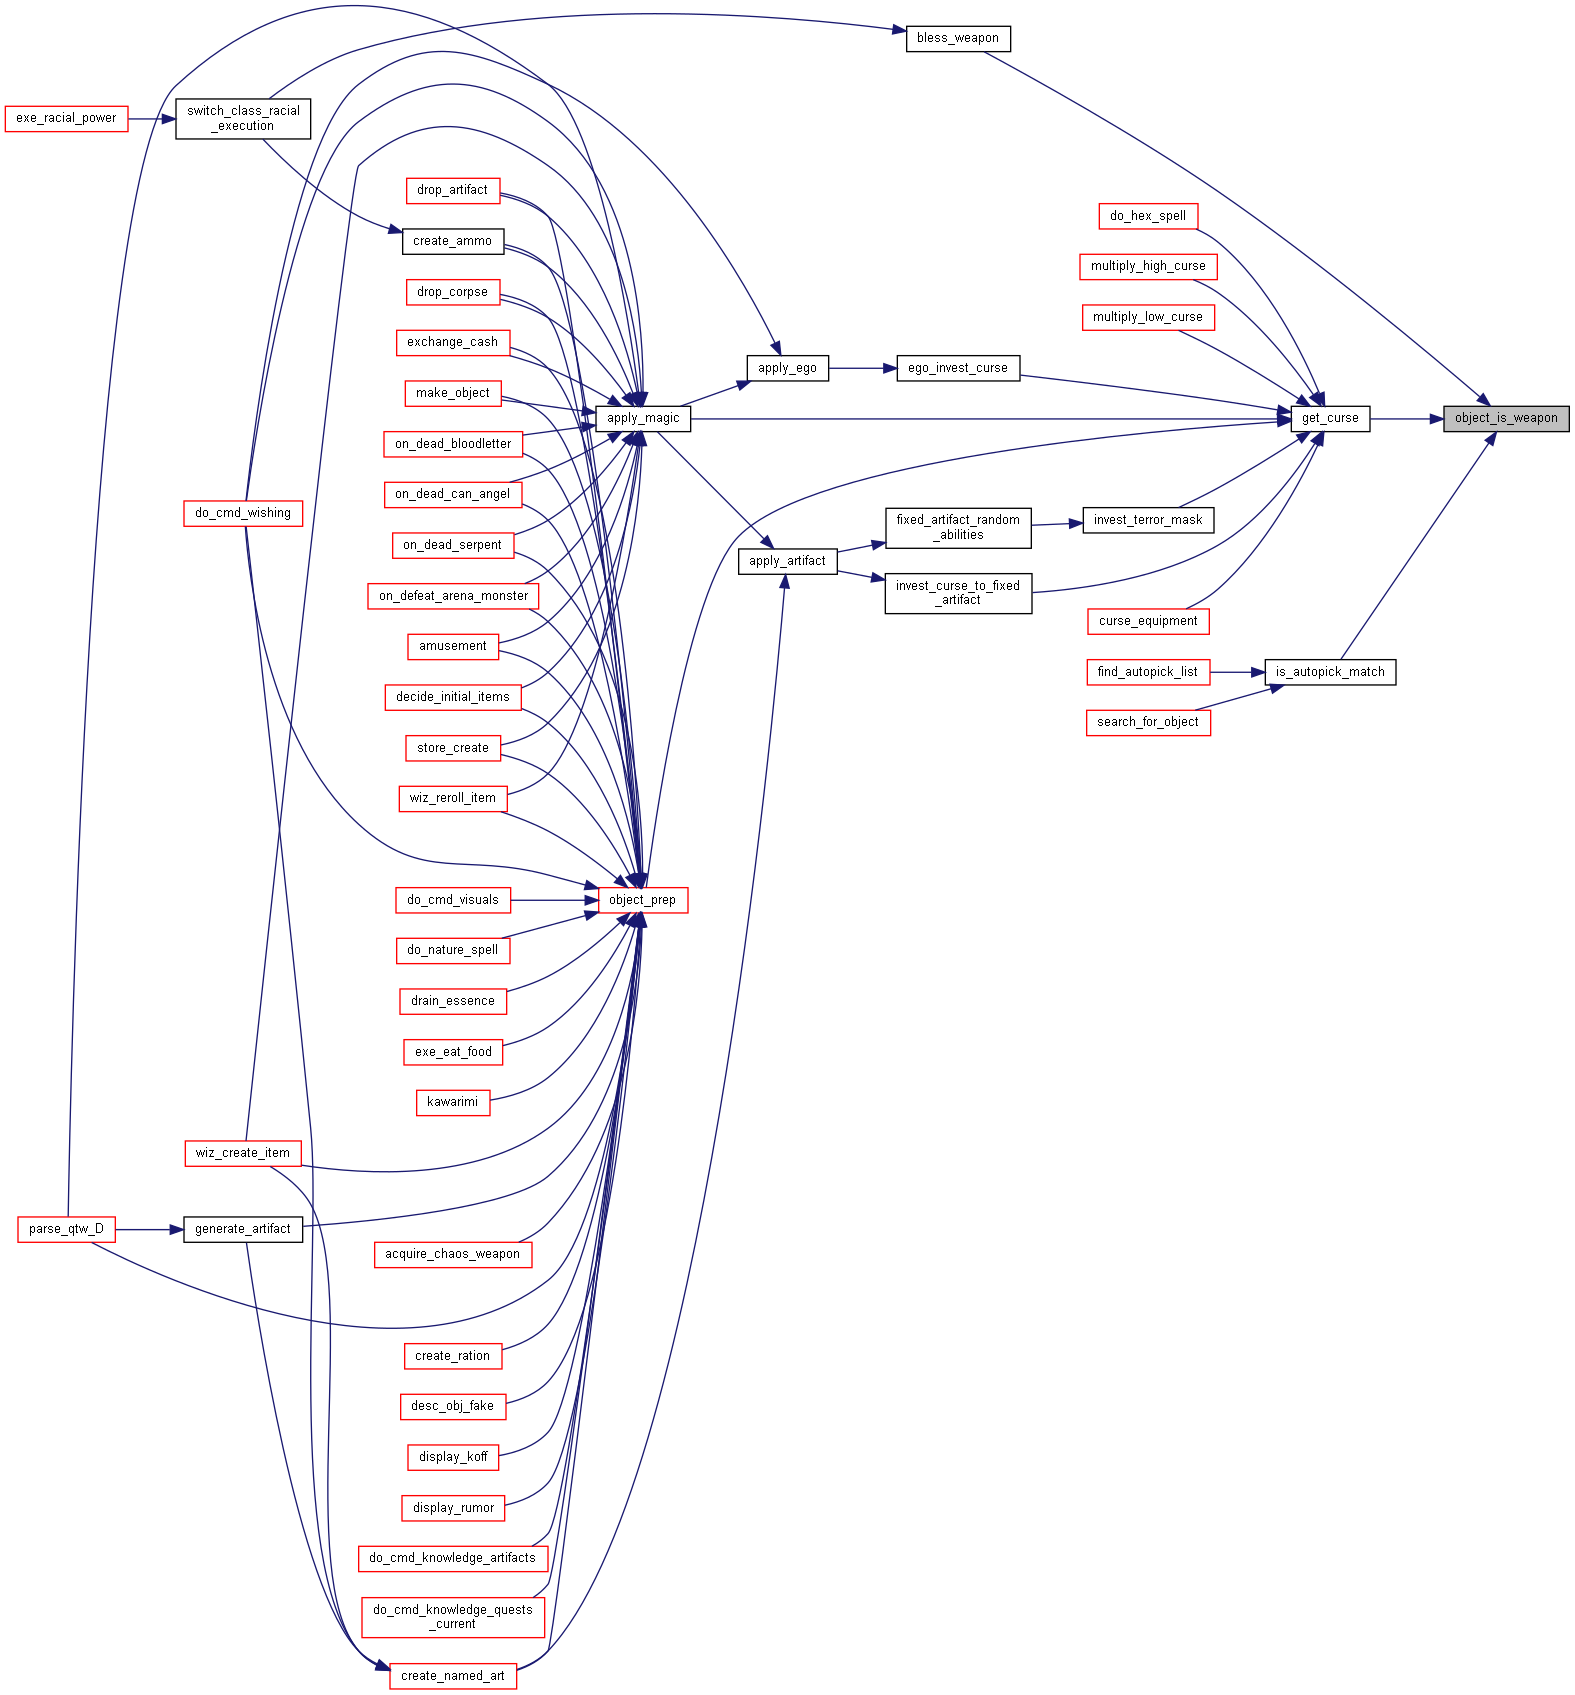 bless_weapon
switch_class_racial
_execution
exe_racial_power
drop_artifact
do_hex_spell
create_ammo
multiply_high_curse
drop_corpse
multiply_low_curse
exchange_cash
apply_ego
ego_invest_curse
make_object
apply_magic
get_curse
object_is_weapon
on_dead_bloodletter
on_dead_can_angel
do_cmd_wishing
fixed_artifact_random
_abilities
invest_terror_mask
on_dead_serpent
apply_artifact
invest_curse_to_fixed
_artifact
on_defeat_arena_monster
curse_equipment
amusement
find_autopick_list
is_autopick_match
decide_initial_items
search_for_object
store_create
wiz_reroll_item
do_cmd_visuals
object_prep
do_nature_spell
drain_essence
exe_eat_food
kawarimi
wiz_create_item
parse_qtw_D
generate_artifact
acquire_chaos_weapon
create_ration
desc_obj_fake
display_koff
display_rumor
do_cmd_knowledge_artifacts
do_cmd_knowledge_quests
_current
create_named_art